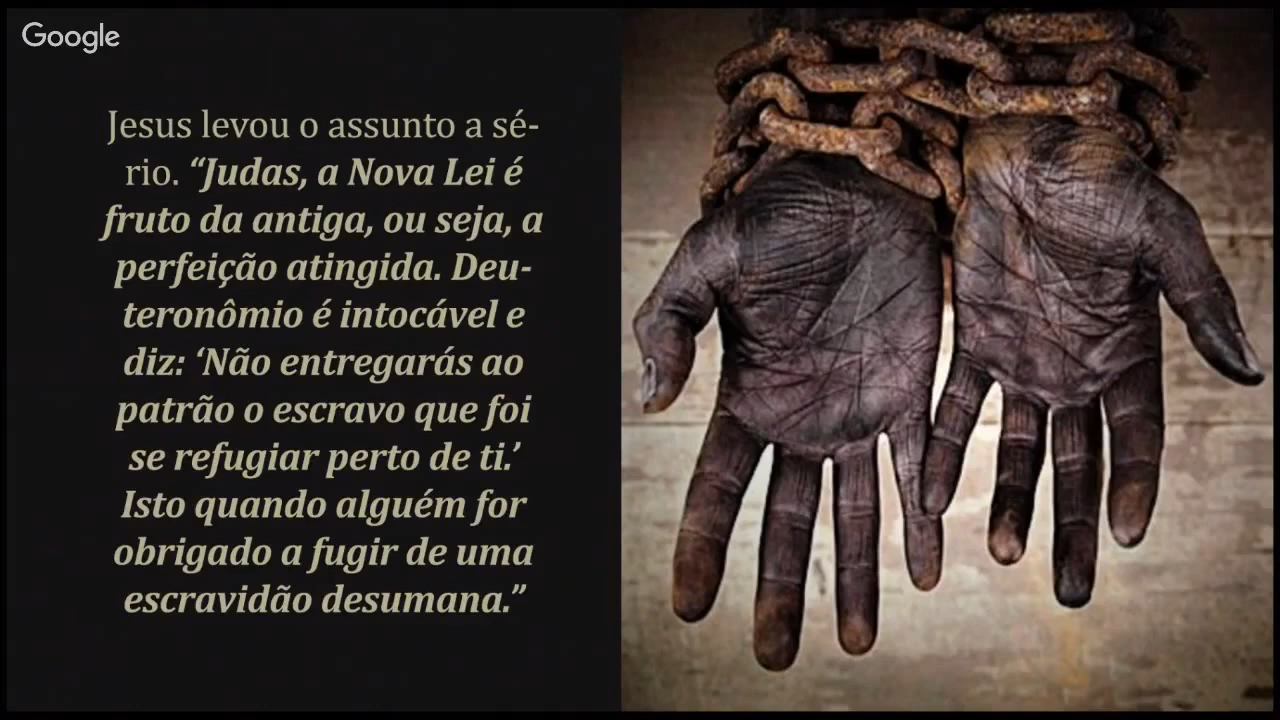 Google
Jesus levou o assunto a sé-
rio. “Judas, a Nova Lei é
fruto da antiga, ou seja, a
perfeição atingida. Deu-
teronômio é intocável e
diz: ‘Não entregarás ao
patrão o escravo que foi
se refugiar perto de ti.’
Isto quando alguém for
obrigado a fugir de uma
escravidão desumana.”